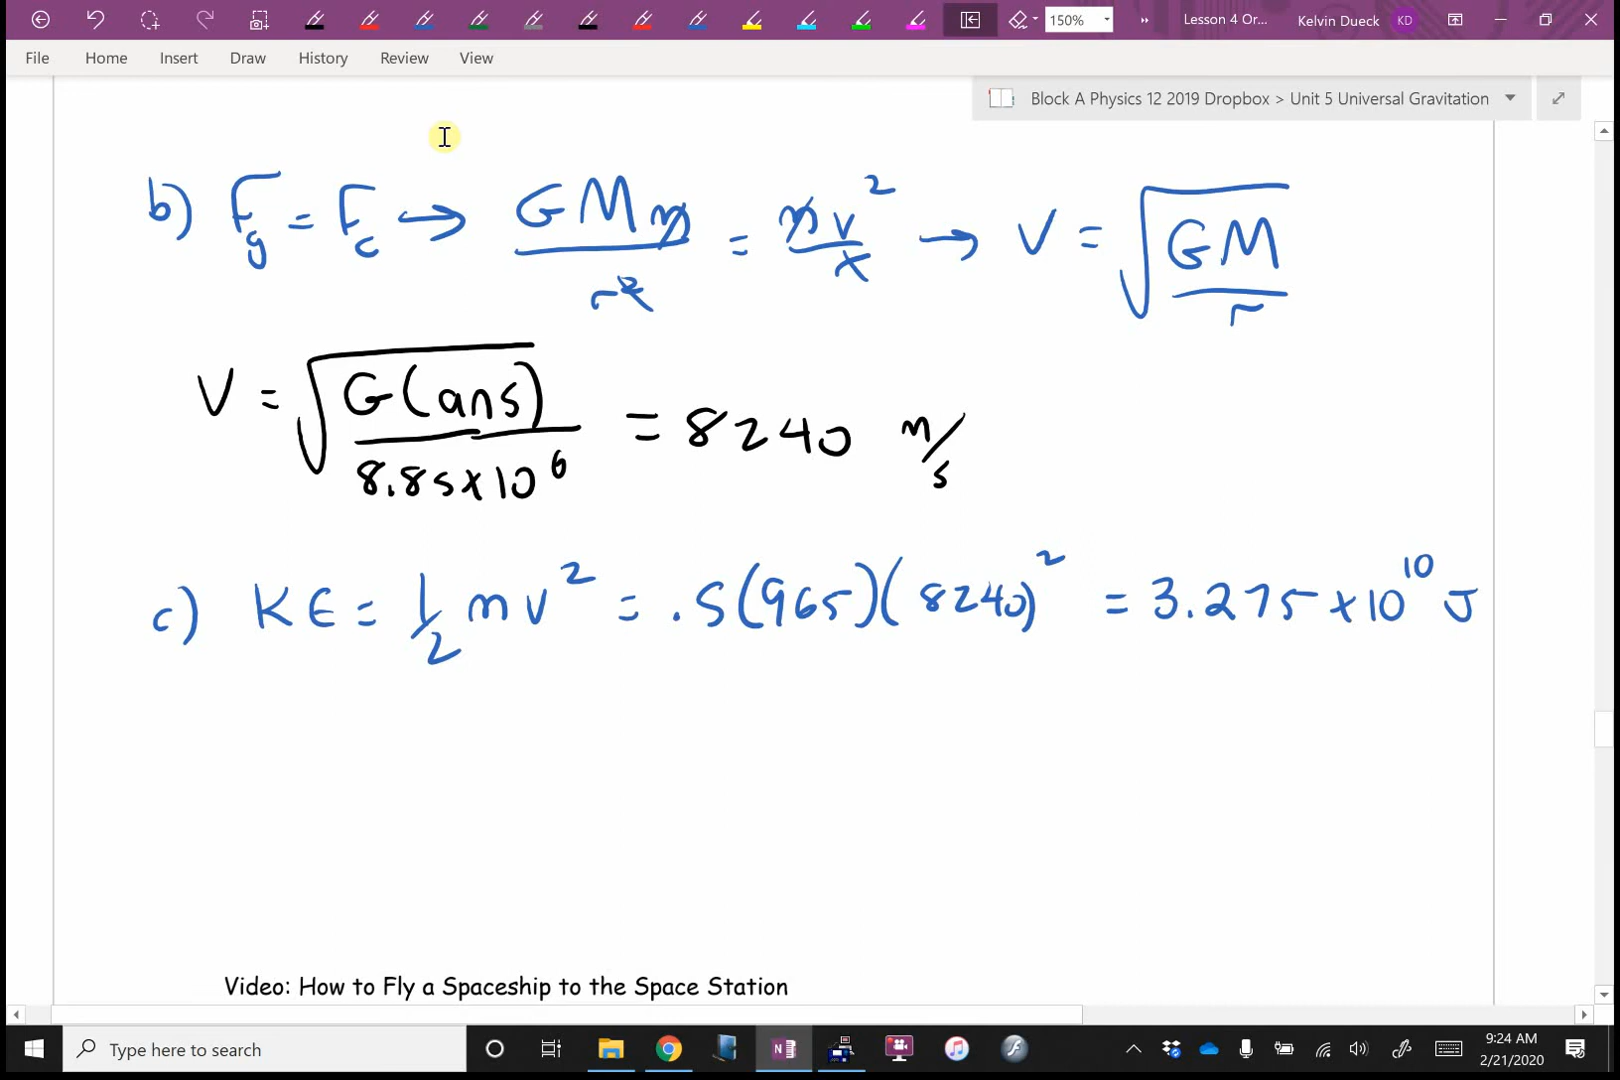 150%
Lesson 4 Or...
Kelvin Dueck
KD
File Home Insert Draw History Review View
Block A Physics 12 2019 Dropbox > Unit 5 Universal Gravitation
b) Fg = Fc → GMm/r² = mv²/r → V = √(GM/r)
V = √(G(ans)/8.85x10⁶) = 8240 m/s
c) KE = 1/2 mv² = .5(965)(8240)² = 3.275 x 10¹⁰ J
Video: How to Fly a Spaceship to the Space Station
Type here to search
9:24 AM
2/21/2020